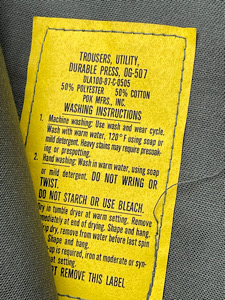 TROUSERS, UTILITY,
DURABLE PRESS, OG-507
DLA100-87-C-0505
50% POLYESTER 50% COTTON
PDK MFRS., INC.
WASHING INSTRUCTIONS
1. Machine washing: Use wash and wear cycle.
Wash with warm water, 120°F using soap or
mild detergent. Heavy stains may require presoak-
ing or prespotting.
2. Hand washing: Wash in warm water, using soap
or mild detergent. DO NOT WRING OR
TWIST.
DO NOT STARCH OR USE BLEACH.
Dry in tumble dryer at warm setting. Remove
immediately at end of drying. Shape and hang.
drip dry, remove from water before last spin
Shape and hang.
is required, iron at moderate or syn-
setting
REMOVE THIS LABEL